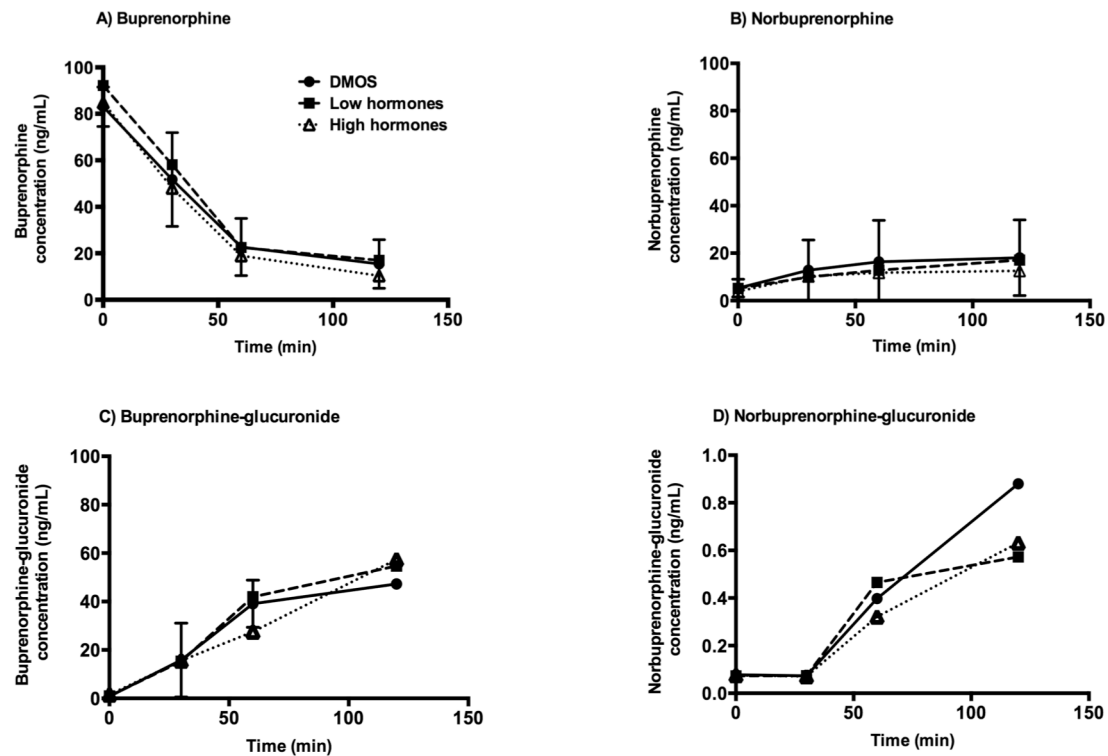 A) Buprenorphine
Buprenorphine
concentration (ng/mL)
100
80
60
40
20
0
0
50
100
150
Time (min)
DMOS
Low hormones
High hormones
B) Norbuprenorphine
Norbuprenorphine
concentration (ng/mL)
100
80
60
40
20
0
0
50
100
150
Time (min)
C) Buprenorphine-glucuronide
Buprenorphine-glucuronide
concentration (ng/mL)
100
80
60
40
20
0
0
50
100
150
Time (min)
D) Norbuprenorphine-glucuronide
Norbuprenorphine-glucuronide
concentration (ng/mL)
1.0
0.8
0.6
0.4
0.2
0.0
0
50
100
150
Time (min)